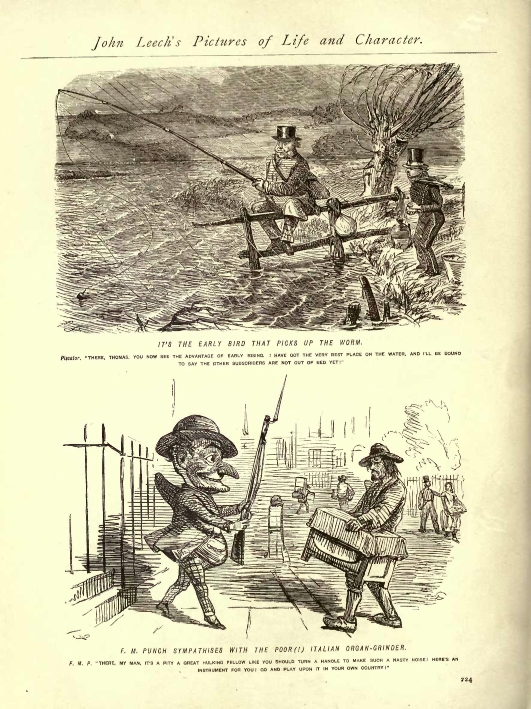 John Leech's Pictures of Life and Character.
IT'S THE EARLY BIRD THAT PICKS UP THE WORM.
Piscator. "THERE, THOMAS, YOU NOW SEE THE ADVANTAGE OF EARLY RISING. I HAVE GOT THE VERY BEST PLACE ON THE WATER, AND I'LL BE BOUND
TO SAY THE OTHER SUBSCRIBERS ARE NOT OUT OF BED YET!"
F. M. PUNCH SYMPATHISES WITH THE POOR(!) ITALIAN ORGAN-GRINDER.
F. M. P. "THERE, MY MAN, IT'S A PITY A GREAT HULKING FELLOW LIKE YOU SHOULD TURN A HANDLE TO MAKE SUCH A NASTY NOISE! HERE'S AN
INSTRUMENT FOR YOU! GO AND PLAY UPON IT IN YOUR OWN COUNTRY!"
224